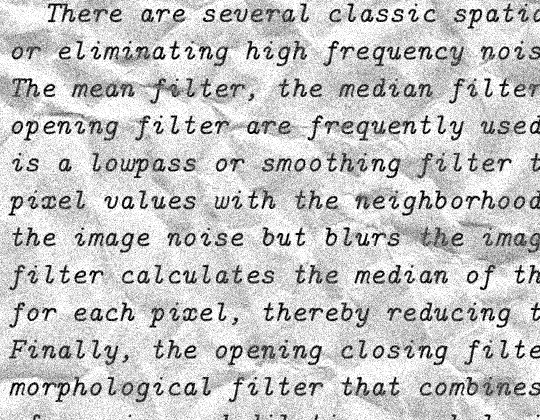 There are several classic spatia
or eliminating high frequency nois
The mean filter, the median filter
opening filter are frequently used
is a lowpass or smoothing filter t
pixel values with the neighborhood
the image noise but blurs the imag
filter calculates the median of th
for each pixel, thereby reducing t
Finally, the opening closing filte
morphological filter that combines